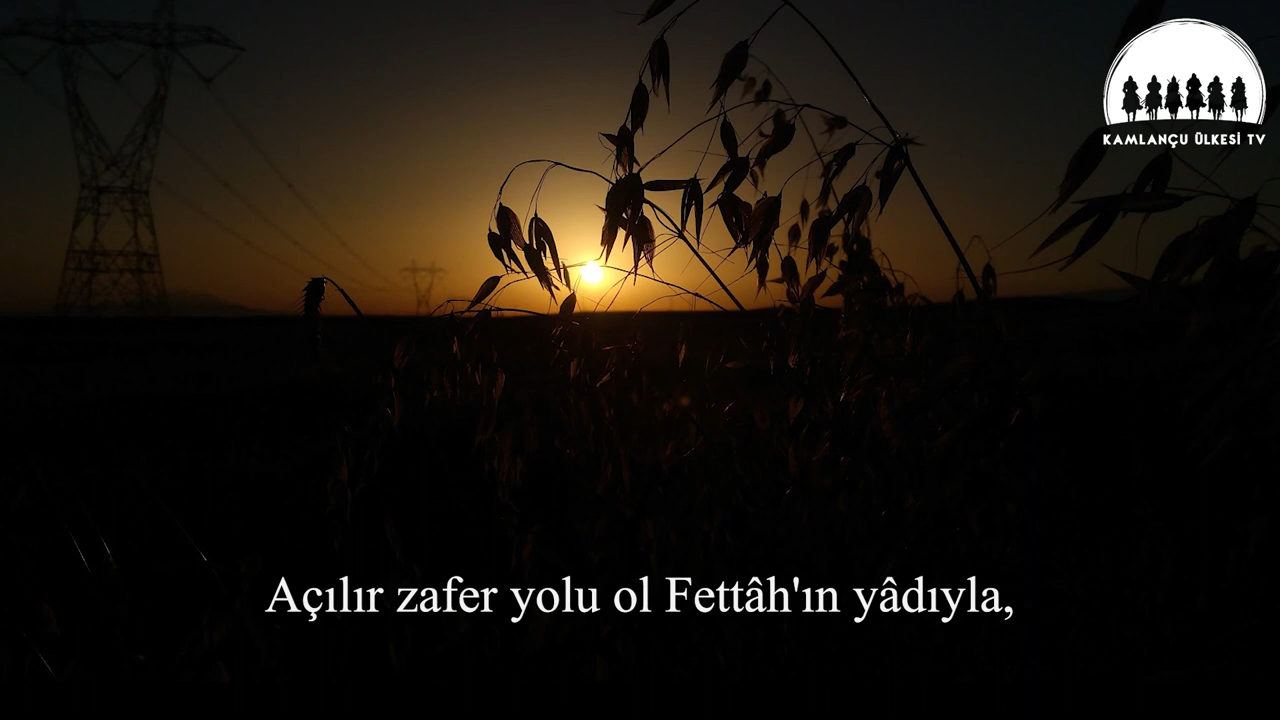 KAMLANÇU ÜLKESİ TV
Açılır zafer yolu ol Fettâh'ın yâdıyla,